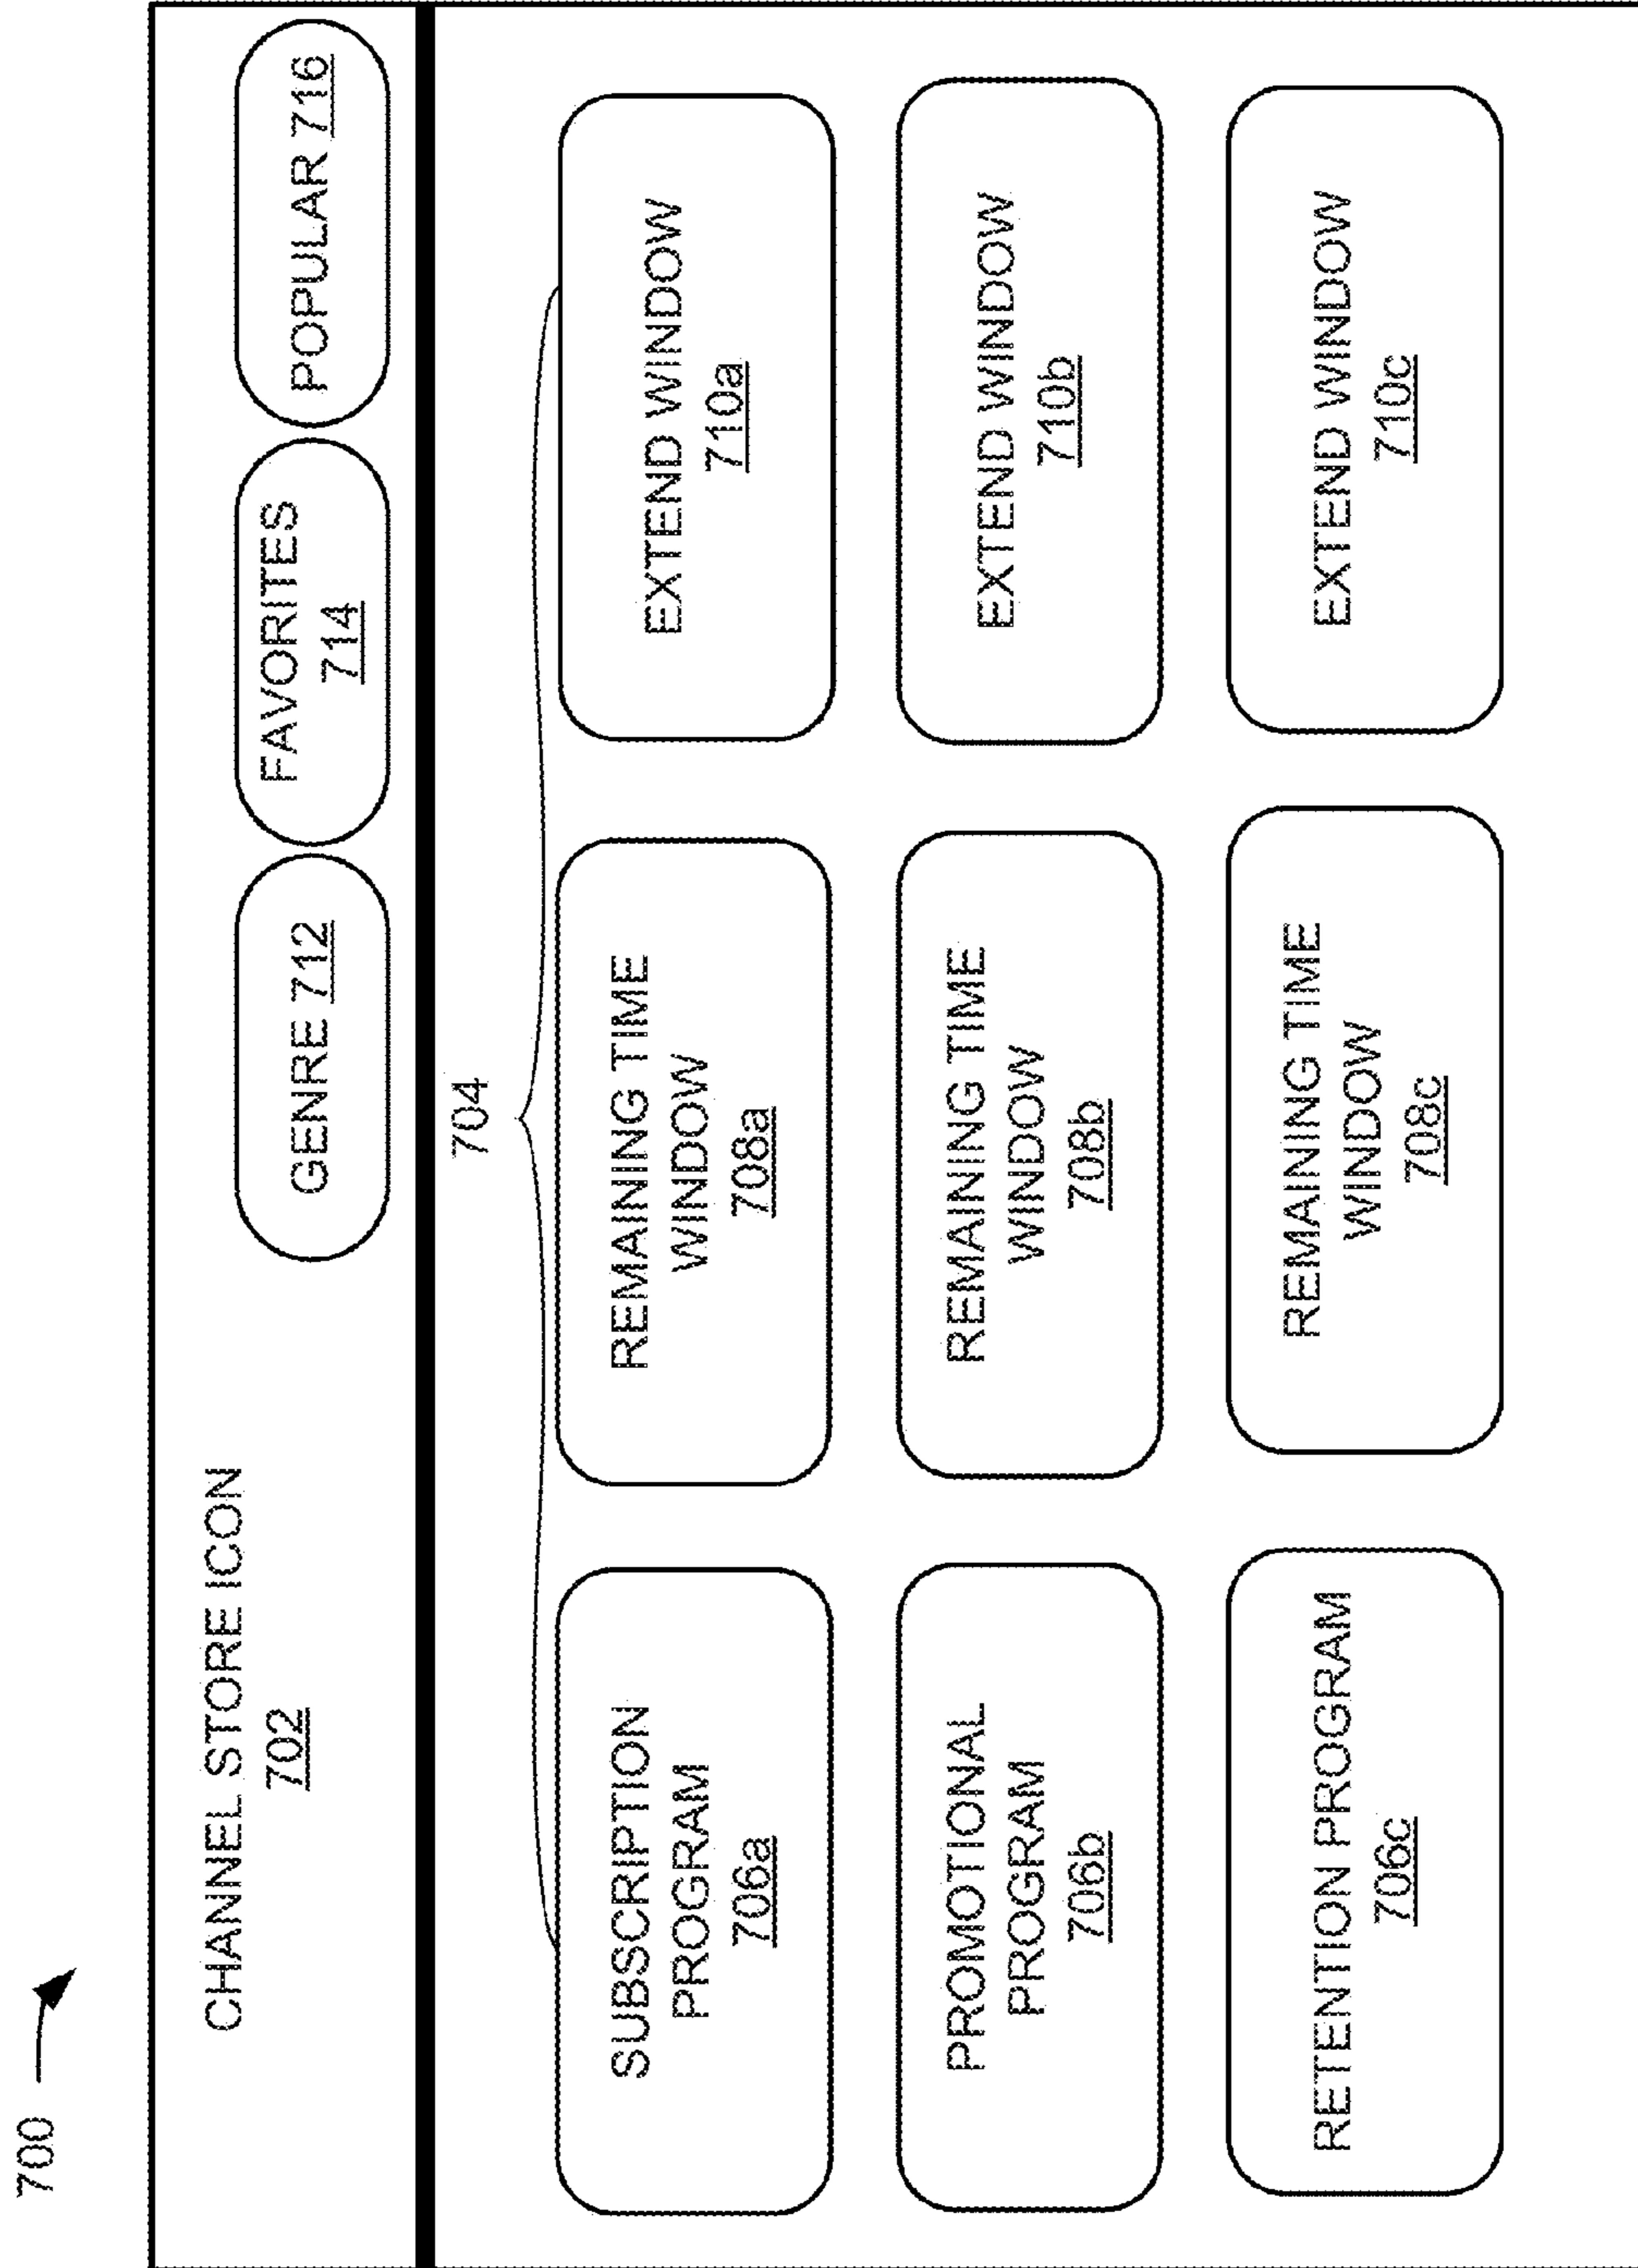 700
CHANNEL STORE ICON
702
GENRE 712
FAVORITES
714
POPULAR 716
704
SUBSCRIPTION
PROGRAM
706a
REMAINING TIME
WINDOW
708a
EXTEND WINDOW
710a
PROMOTIONAL
PROGRAM
706b
REMAINING TIME
WINDOW
708b
EXTEND WINDOW
710b
RETENTION PROGRAM
706c
REMAINING TIME
WINDOW
708c
EXTEND WINDOW
710c